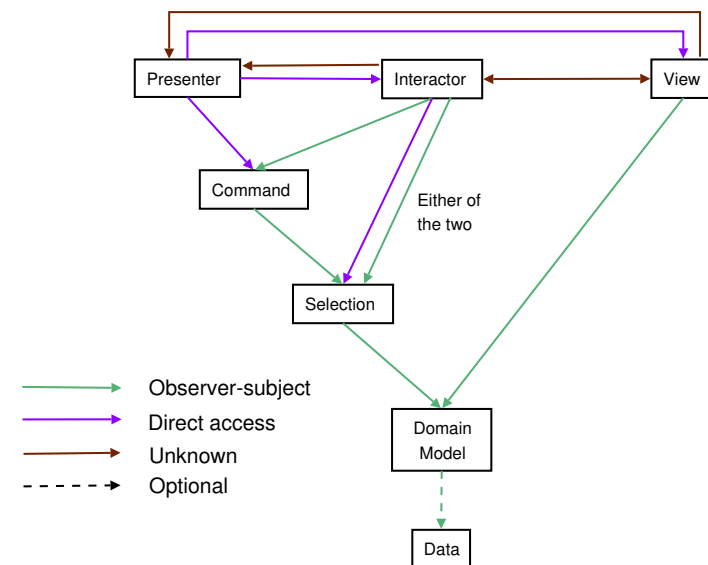 Presenter
Interactor
View
Command
Either of
the two
Selection
Observer-subject
Direct access
Unknown
Optional
Domain
Model
Data